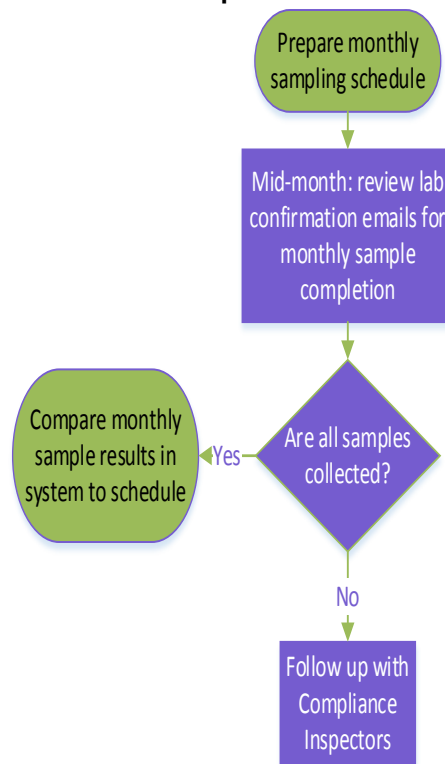 Prepare monthly
sampling schedule
Mid-month: review lab
confirmation emails for
monthly sample
completion
Are all samples
collected?
Yes
Compare monthly
sample results in
system to schedule
No
Follow up with
Compliance
Inspectors